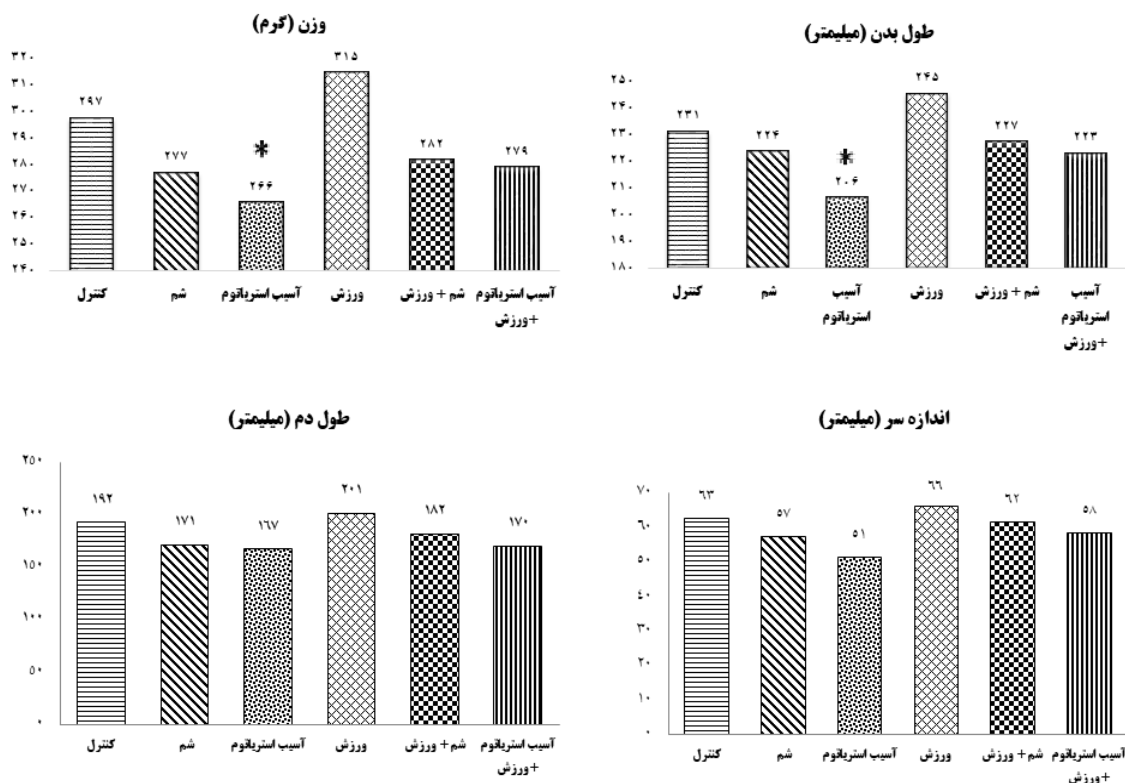 وزن (گرم)
۳۲۰
۳۱۰
۳۰۰
۲۹۰
۲۸۰
۲۷۰
۲۶۰
۲۵۰
۲۴۰
۲۹۷
۲۷۷
*
۲۶۶
۳۱۵
۲۸۲
۲۷۹
کنترل
شم
آسیب استریاتوم
ورزش
شم + ورزش
آسیب استریاتوم
+ورزش
طول بدن (میلیمتر)
۲۵۰
۲۴۰
۲۳۰
۲۲۰
۲۱۰
۲۰۰
۱۹۰
۱۸۰
۲۳۱
۲۲۴
*
۲۰۶
۲۴۵
۲۲۷
۲۲۳
کنترل
شم
آسیب
استریاتوم
ورزش
شم + ورزش
آسیب
استریاتوم
+ورزش
طول دم (میلیمتر)
۲۵۰
۲۰۰
۱۵۰
۱۰۰
۵۰
۰
۱۹۲
۱۷۱
۱۶۷
۲۰۱
۱۸۲
۱۷۰
کنترل
شم
آسیب استریاتوم
ورزش
شم + ورزش
آسیب استریاتوم
+ورزش
اندازه سر (میلیمتر)
۷۰
۶۰
۵۰
۴۰
۳۰
۲۰
۱۰
۰
۶۳
۵۷
۵۱
۶۶
۶۲
۵۸
کنترل
شم
آسیب استریاتوم
ورزش
شم + ورزش
آسیب استریاتوم
+ورزش